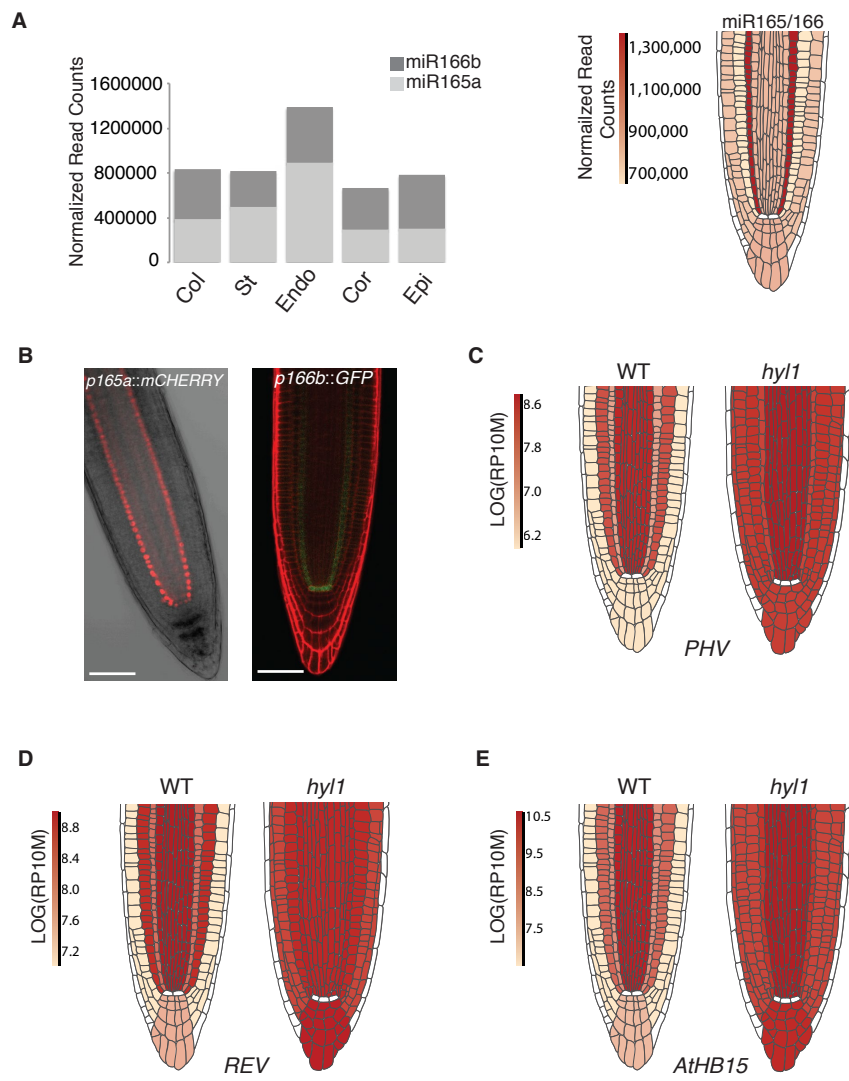 A
miR166b
miR165a
Normalized Read Counts
1600000
1200000
800000
400000
0
Col
St
Endo
Cor
Epi
miR165/166
Normailzed Read
Counts
1,300,000
1,100,000
900,000
700,000
B
p165a::mCHERRY
p166b::GFP
C
WT
hyl1
LOG(RP10M)
8.6
7.8
7.0
6.2
PHV
D
WT
hyl1
LOG(RP10M)
8.8
8.4
8.0
7.6
7.2
REV
E
WT
hyl1
LOG(RP10M)
10.5
9.5
8.5
7.5
AtHB15